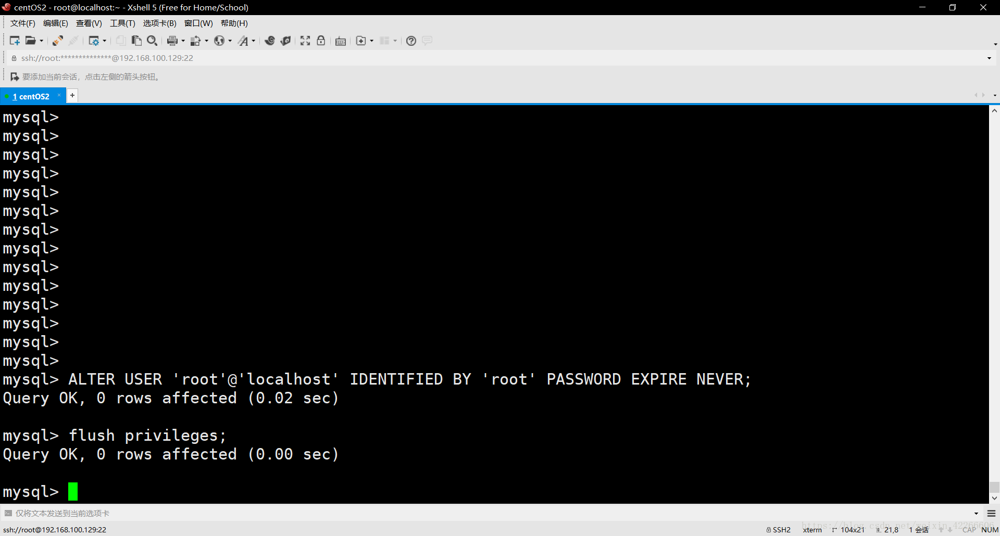 centOS2 - root@localhost:~ - Xshell 5 (Free for Home/School)
文件(F) 编辑(E) 查看(V) 工具(T) 选项卡(B) 窗口(W) 帮助(H)
ssh://root:**************@192.168.100.129:22
要添加当前会话，点击左侧的箭头按钮。
1 centOS2 × +
mysql>
mysql>
mysql>
mysql>
mysql>
mysql>
mysql>
mysql>
mysql>
mysql>
mysql>
mysql>
mysql>
mysql>
mysql> ALTER USER 'root'@'localhost' IDENTIFIED BY 'root' PASSWORD EXPIRE NEVER;
Query OK, 0 rows affected (0.02 sec)
mysql> flush privileges;
Query OK, 0 rows affected (0.00 sec)
mysql>
仅将文本发送到当前选项卡
https://blog.csdn.net/weixin_42266606
ssh://root@192.168.100.129:22 SSH2 xterm 104x21 21,8 1 会话 CAP NUM